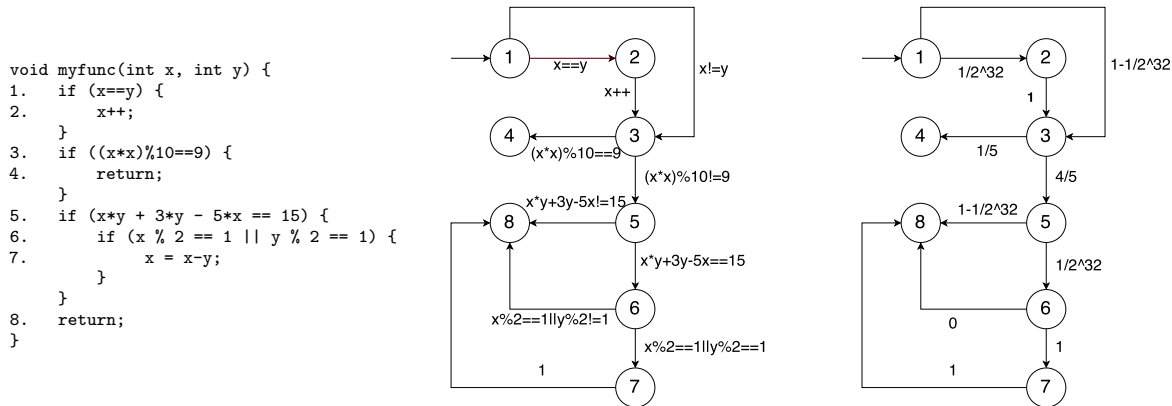 void myfunc(int x, int y) {
1. if (x==y) {
2. x++;
}
3. if ((x*x)%10==9) {
4. return;
}
5. if (x*y + 3*y - 5*x == 15) {
6. if (x % 2 == 1 || y % 2 == 1) {
7. x = x-y;
}
}
8. return;
}
1
2
x==y
x!=y
x++
4
3
(x*x)%10==9
(x*x)%10!=9
x*y+3y-5x!=15
8
5
x*y+3y-5x==15
6
x%2==1||y%2!=1
x%2==1||y%2==1
1
7
1
2
1/2^32
1-1/2^32
1
4
3
1/5
4/5
1-1/2^32
8
5
1/2^32
6
0
1
1
7